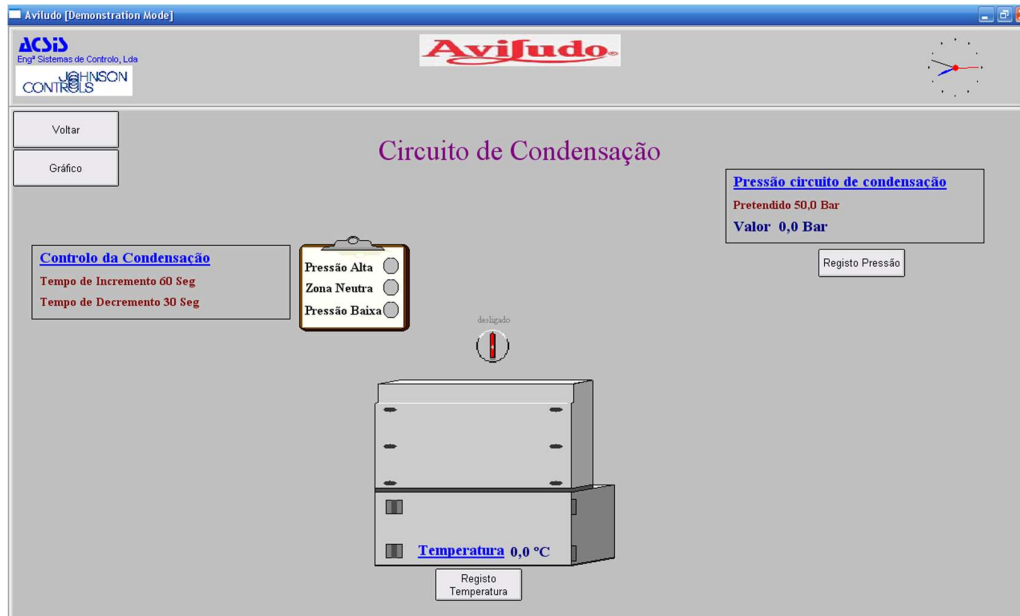 Aviludo [Demonstration Mode]
ACSiS
Engª Sistemas de Controlo, Lda
JOHNSON
CONTROLS
Aviludo
Voltar
Gráfico
Circuito de Condensação
Pressão circuito de condensação
Pretendido 50,0 Bar
Valor 0,0 Bar
Registo Pressão
Controlo da Condensação
Tempo de Incremento 60 Seg
Tempo de Decremento 30 Seg
Pressão Alta
Zona Neutra
Pressão Baixa
desligado
Temperatura 0,0 ºC
Registo
Temperatura